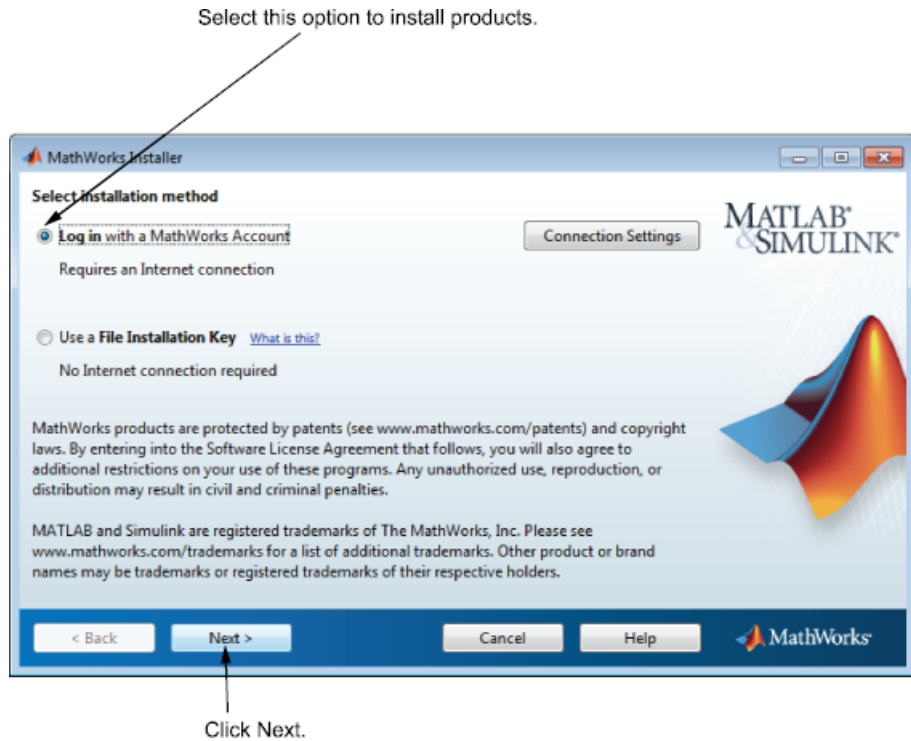 Select this option to install products.
MathWorks Installer
Select installation method
Log in with a MathWorks Account
Connection Settings
Requires an Internet connection
MATLAB®
&SIMULINK®
Use a File Installation Key What is this?
No Internet connection required
MathWorks products are protected by patents (see www.mathworks.com/patents) and copyright
laws. By entering into the Software License Agreement that follows, you will also agree to
additional restrictions on your use of these programs. Any unauthorized use, reproduction, or
distribution may result in civil and criminal penalties.
MATLAB and Simulink are registered trademarks of The MathWorks, Inc. Please see
www.mathworks.com/trademarks for a list of additional trademarks. Other product or brand
names may be trademarks or registered trademarks of their respective holders.
< Back
Next >
Cancel
Help
MathWorks®
Click Next.